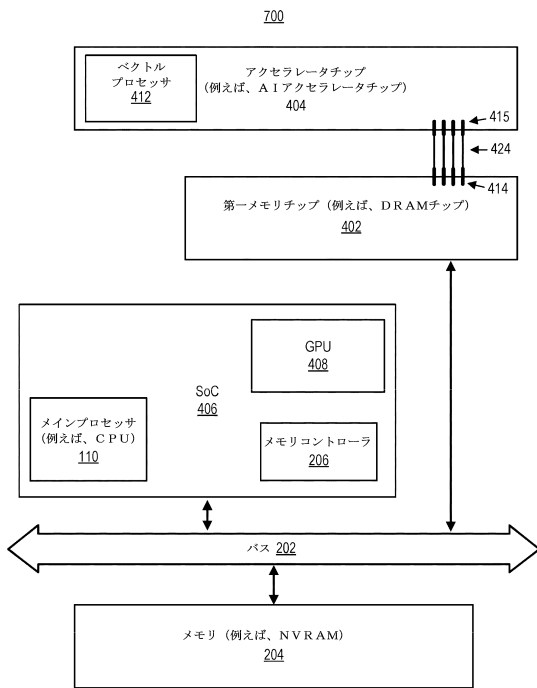 700
ベクトル
プロセッサ
412
アクセラレータチップ
(例えば、AIアクセラレータチップ)
404
415
424
414
第一メモリチップ(例えば、DRAMチップ)
402
GPU
408
SoC
406
メインプロセッサ
(例えば、CPU)
110
メモリコントローラ
206
バス 202
メモリ(例えば、NVRAM)
204